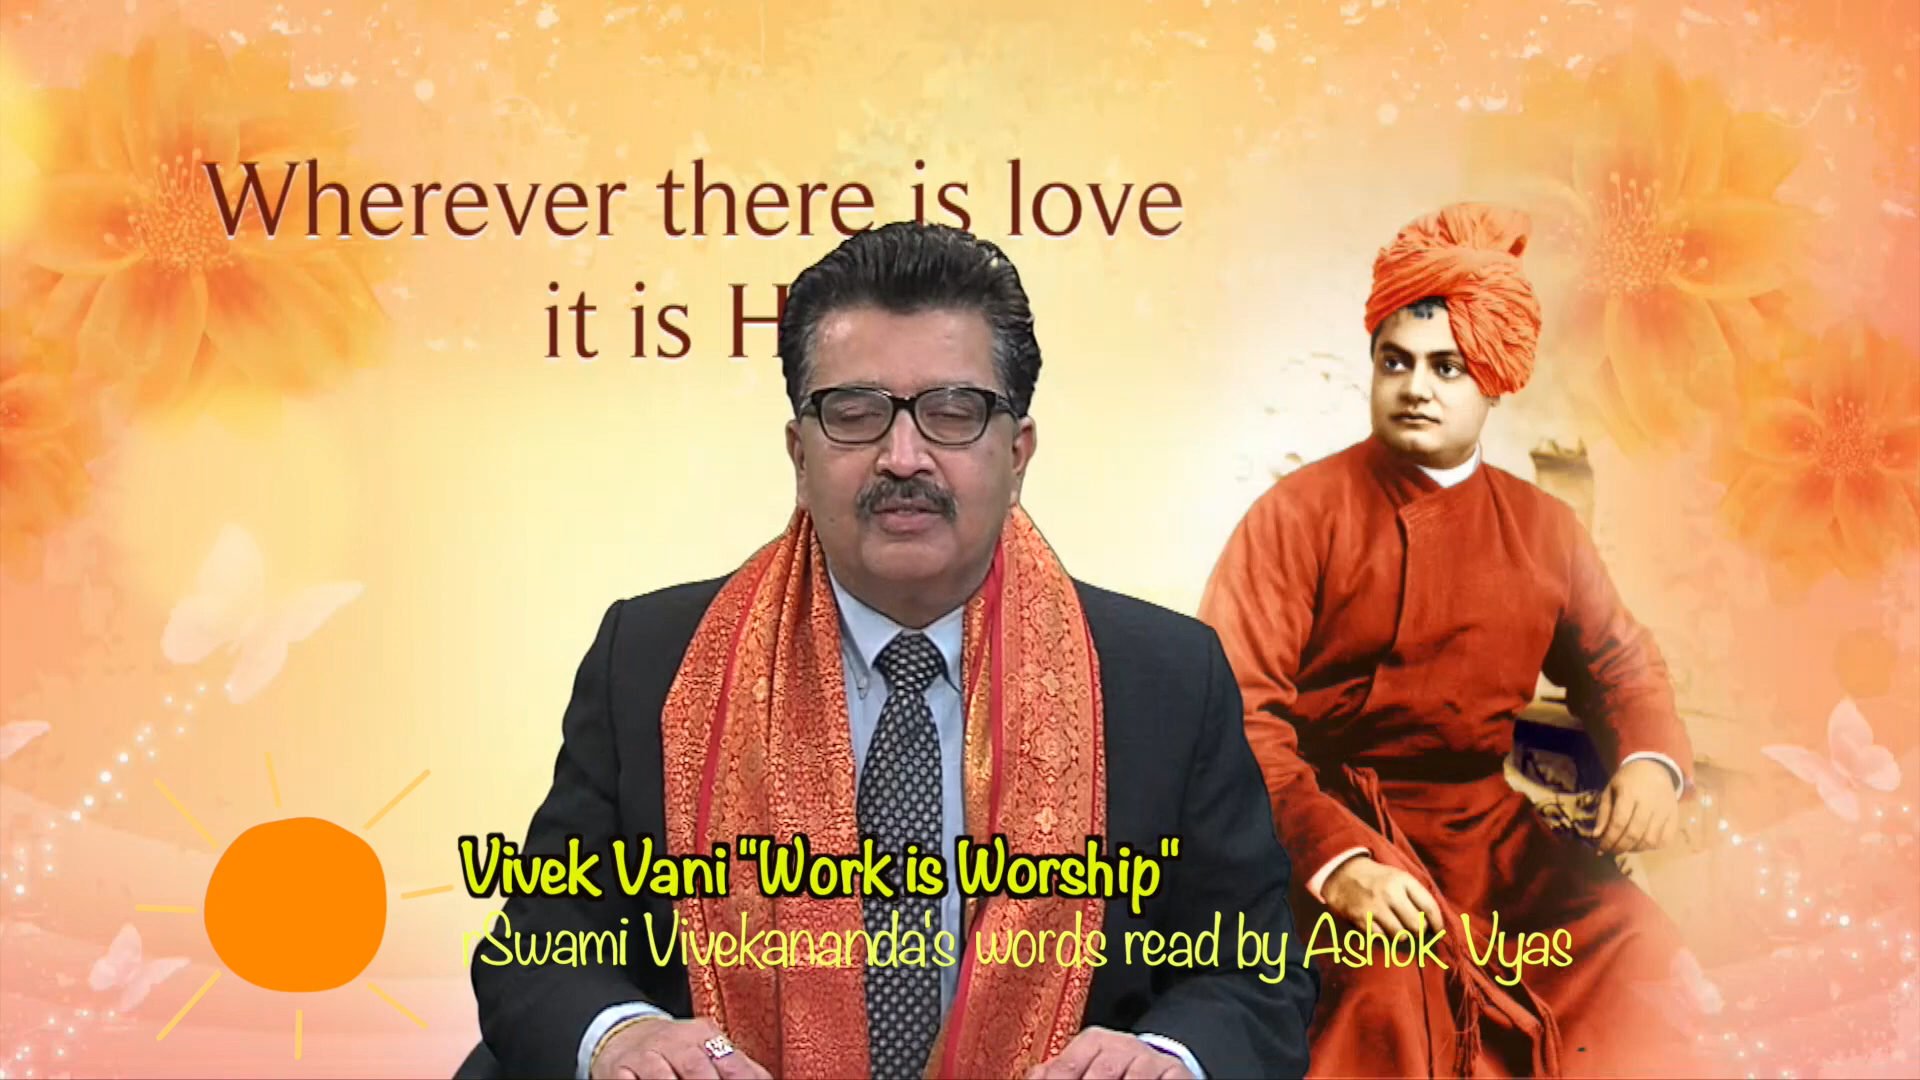 Wherever there is love
it is H
Vivek Vani "Work is Worship"
rSwami Vivekananda's words read by Ashok Vyas